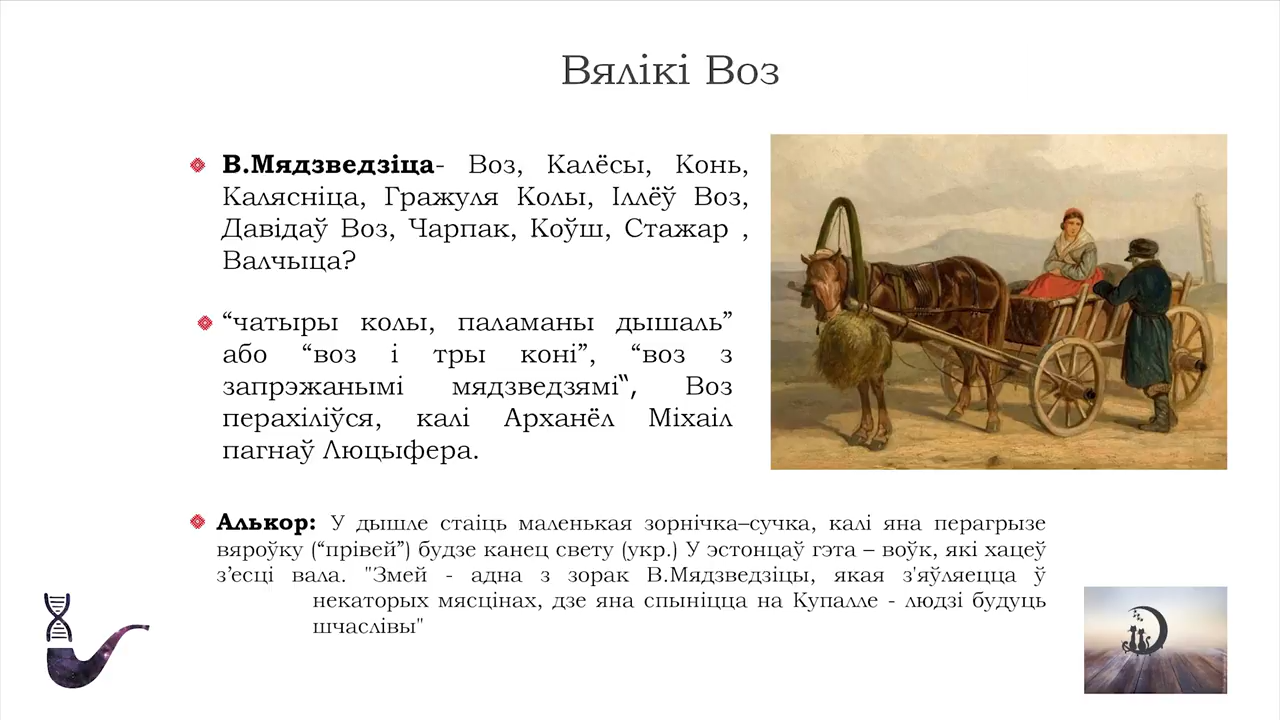 Вялікі Воз
В.Мядзведзіца- Воз, Калёсы, Конь,
Калясніца, Гражуля Колы, Іллёў Воз,
Давідаў Воз, Чарпак, Коўш, Стажар ,
Валчыца?
“чатыры колы, паламаны дышаль”
або “воз і тры коні”, “воз з
запрэжанымі мядзведзямі‟, Воз
перахіліўся, калі Арханёл Міхаіл
пагнаў Люцыфера.
Алькор: У дышле стаіць маленькая зорнічка–сучка, калі яна перагрызе
вяроўку (“прівей”) будзе канец свету (укр.) У эстонцаў гэта – воўк, які хацеў
з’есці вала. "Змей - адна з зорак В.Мядзведзіцы, якая з'яўляецца ў
некаторых мясцінах, дзе яна спыніцца на Купалле - людзі будуць
шчаслівы"